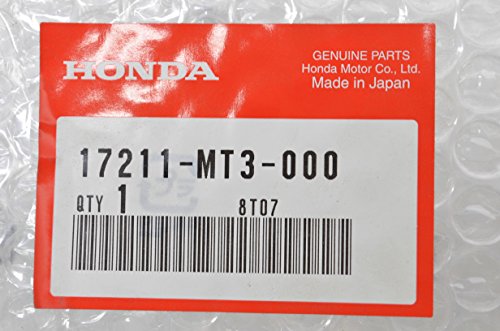 HONDA
GENUINE PARTS
Honda Motor Co., Ltd.
Made in Japan
17211-MT3-000
QTY 1 8T07